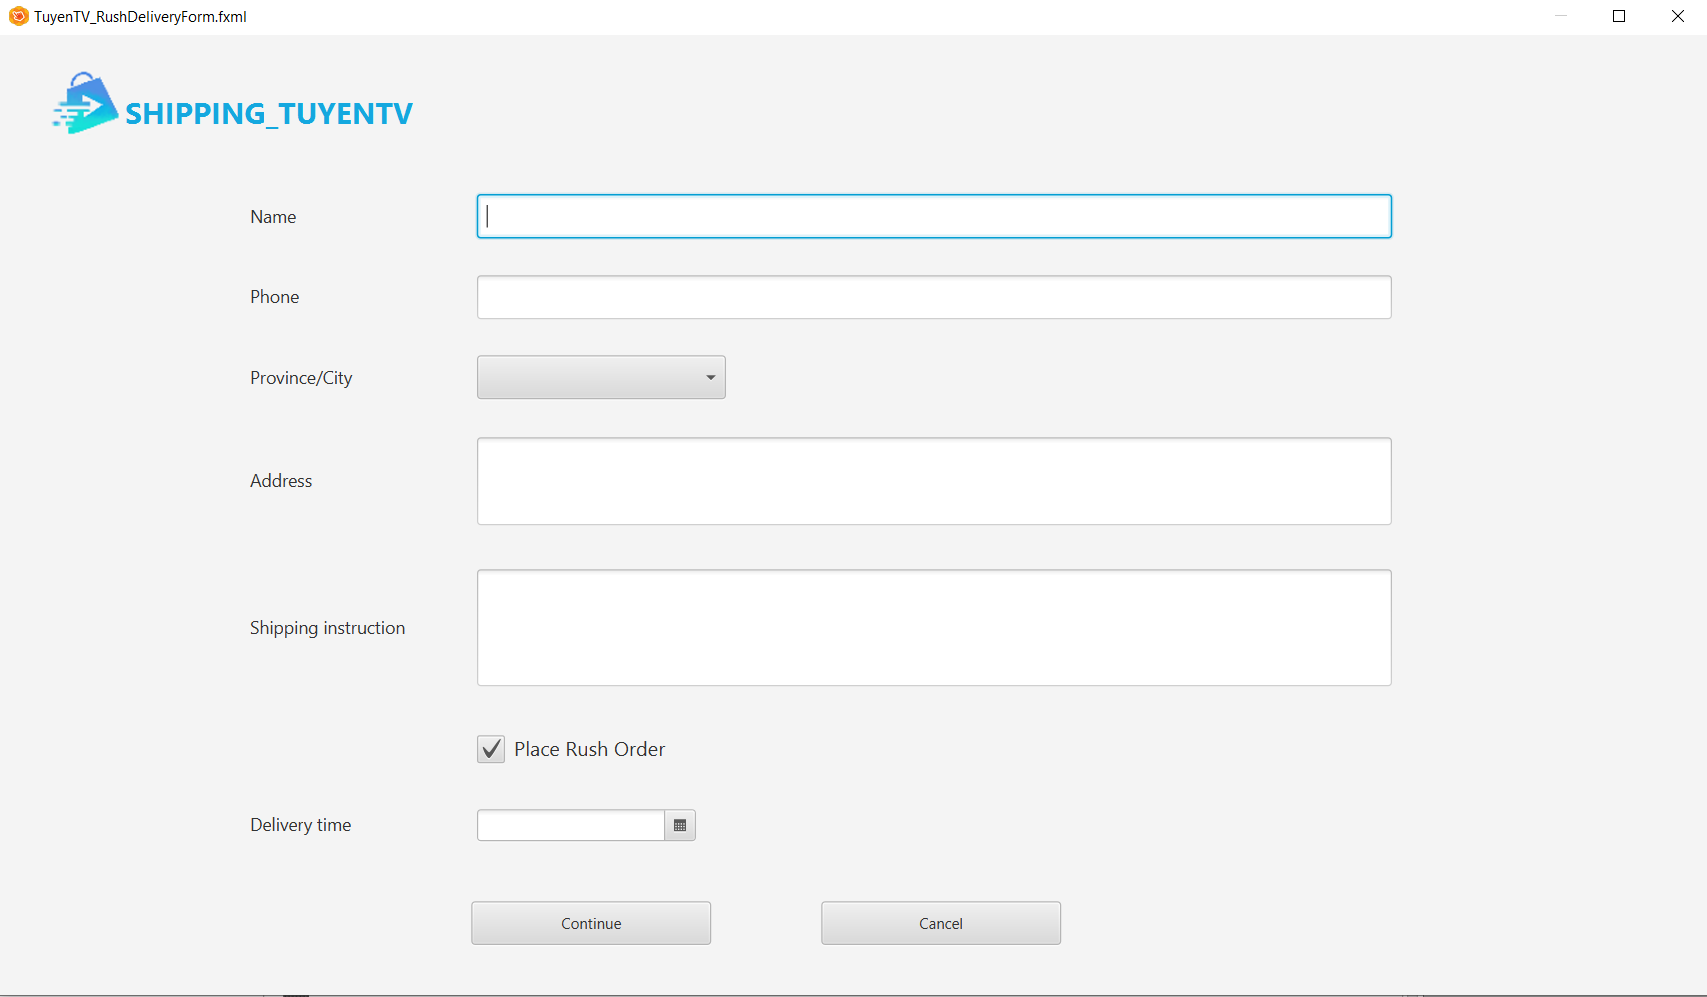 TuyenTV_RushDeliveryForm.fxml
SHIPPING_TUYENTV
Name
Phone
Province/City
Address
Shipping instruction
Place Rush Order
Delivery time
Continue
Cancel